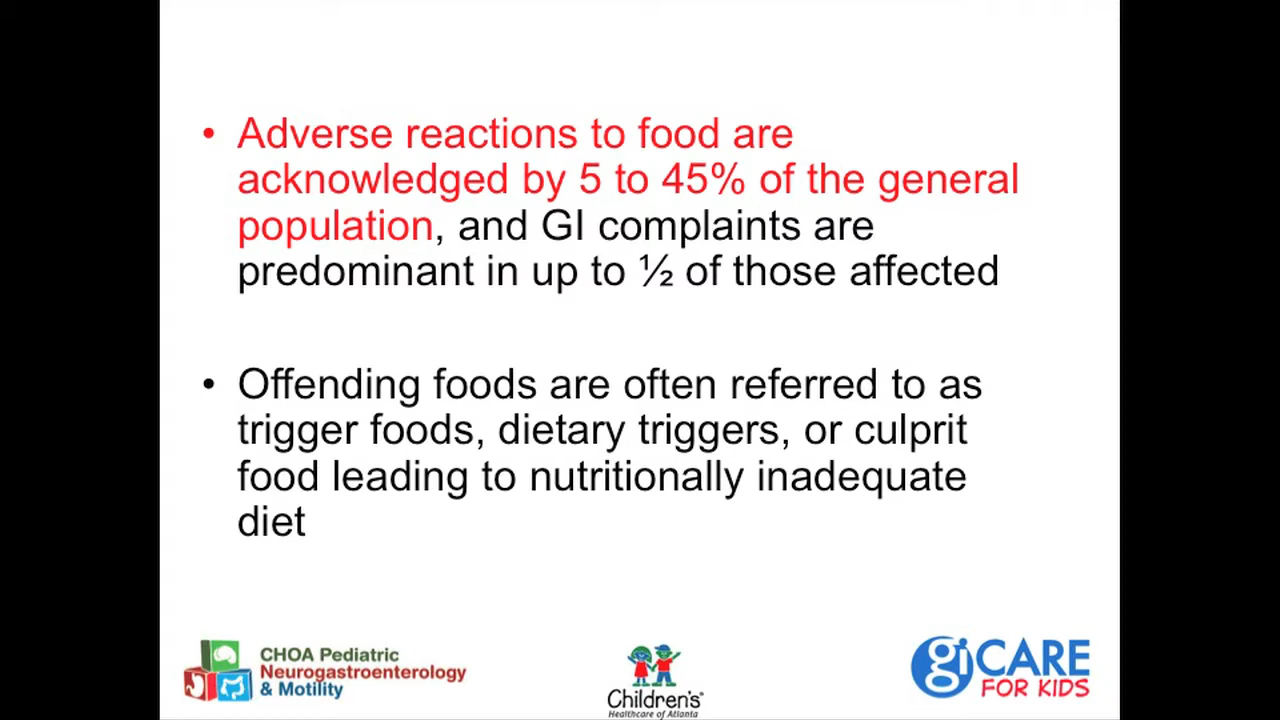 • Adverse reactions to food are
acknowledged by 5 to 45% of the general
population, and GI complaints are
predominant in up to ½ of those affected
• Offending foods are often referred to as
trigger foods, dietary triggers, or culprit
food leading to nutritionally inadequate
diet
CHOA Pediatric
Neurogastroenterology
& Motility
Children's
Healthcare of Atlanta
gi CARE
FOR KIDS